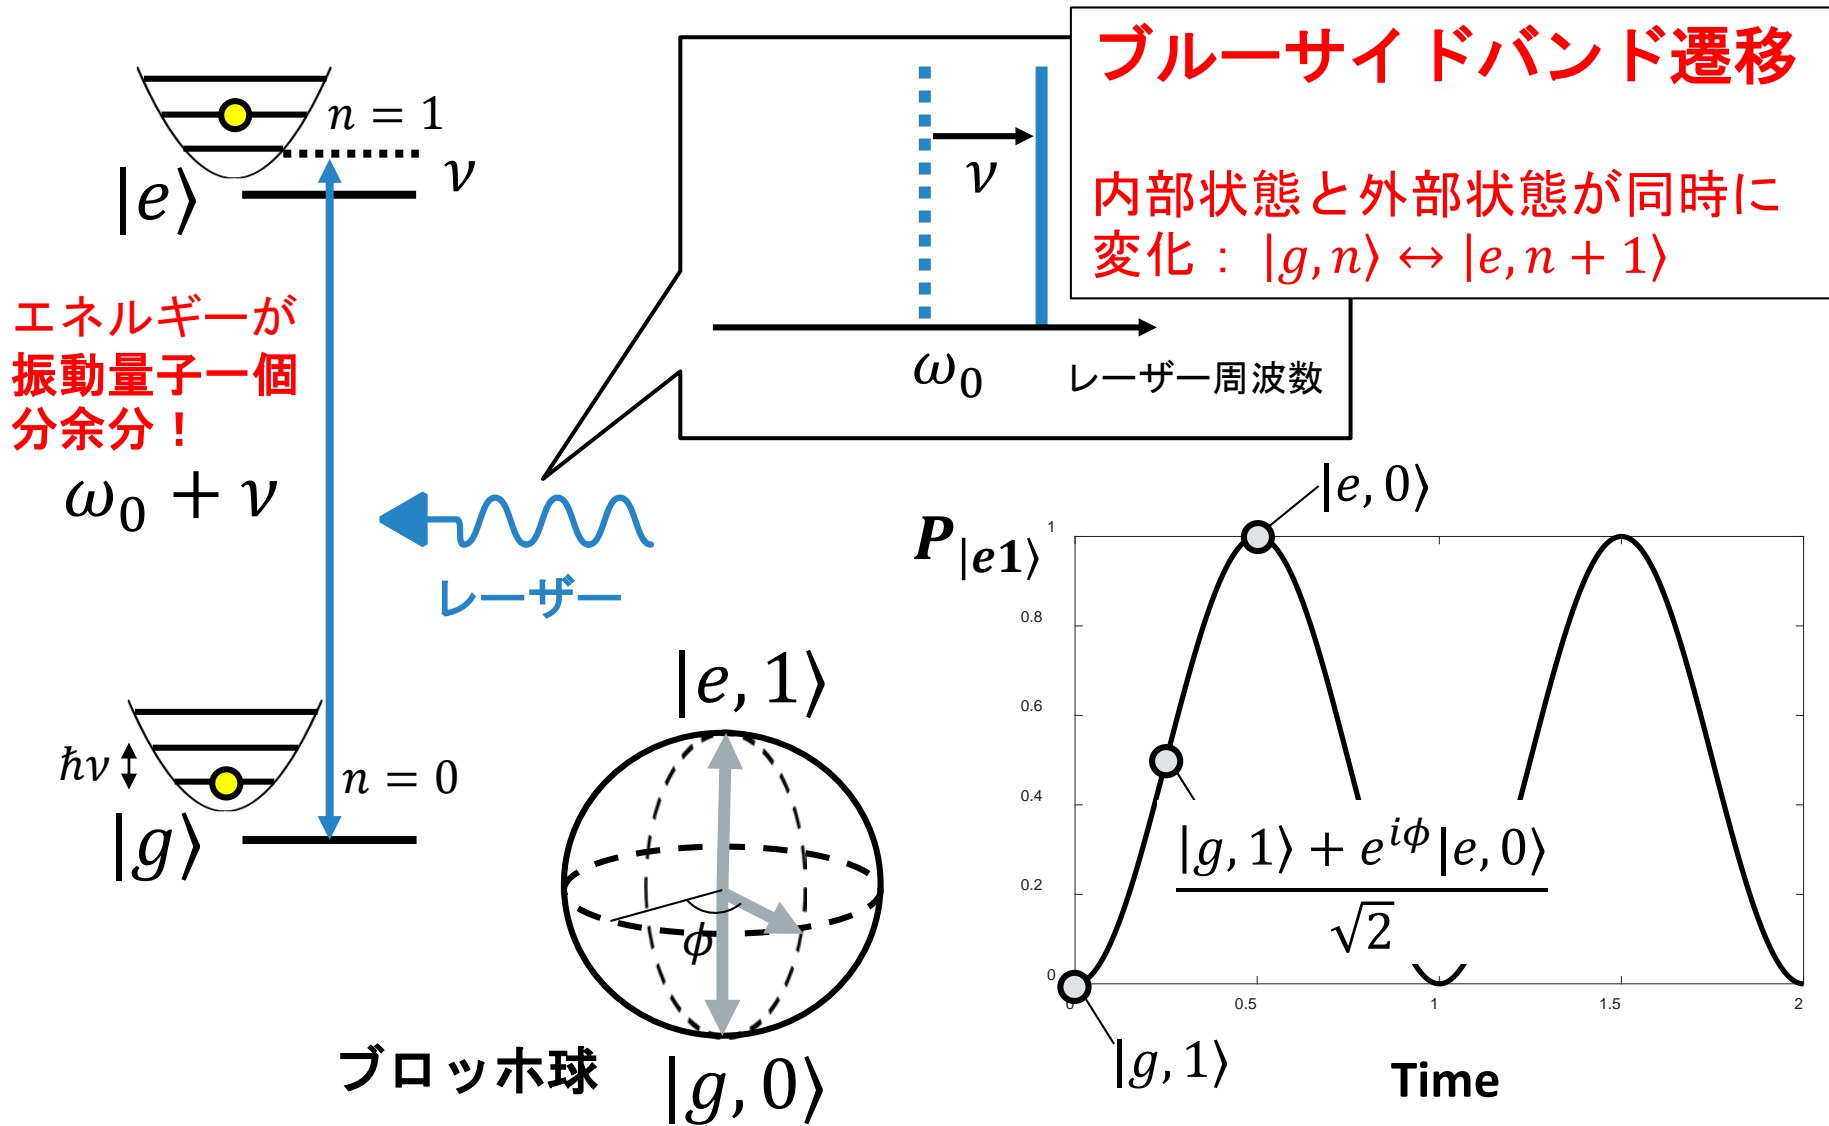 ブルーサイドバンド遷移
内部状態と外部状態が同時に
変化：|g,n⟩ ↔ |e,n + 1⟩
n = 1
ν
|e⟩
エネルギーが
振動量子一個
分余分！
ω₀ + ν
ħν
n = 0
|g⟩
ν
ω₀
レーザー周波数
レーザー
|e, 1⟩
ϕ
|g, 0⟩
ブロッホ球
P|e1⟩
|e, 0⟩
1
0.8
0.6
0.4
0.2
0
|g, 1⟩ + e^{iϕ}|e, 0⟩
√2
0
0.5
1
1.5
2
|g, 1⟩
Time